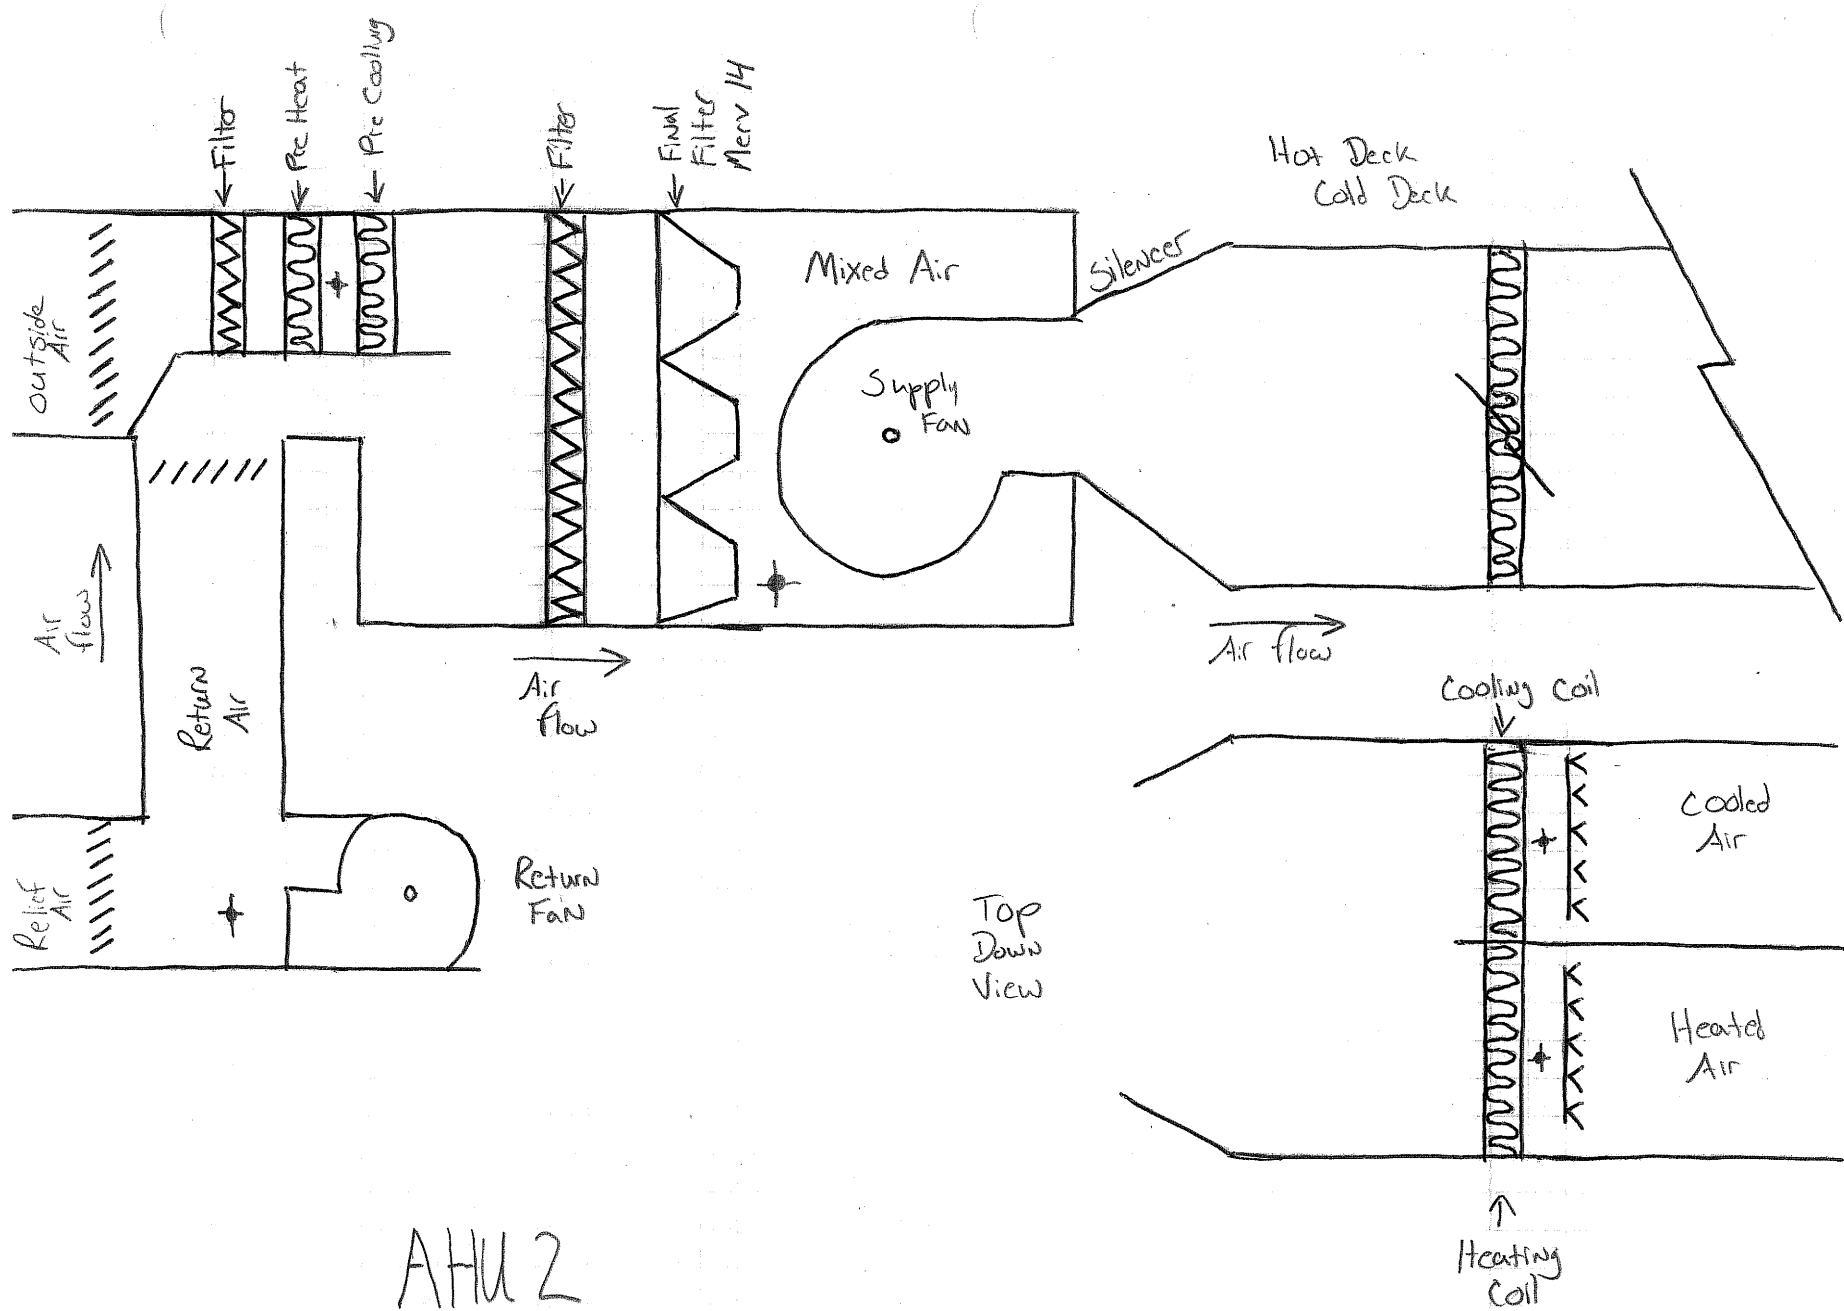 Filter
Pre Heat
Pre Cooling
Filter
Final
Filter
Merv 14
Hot Deck
Cold Deck
Outside
Air
Mixed Air
Silencer
Supply
Fan
Air
flow
Return
Air
Air
flow
Air flow
Relief
Air
Return
Fan
Cooling Coil
Top
Down
View
Cooled
Air
Heated
Air
Heating
Coil
AHU 2